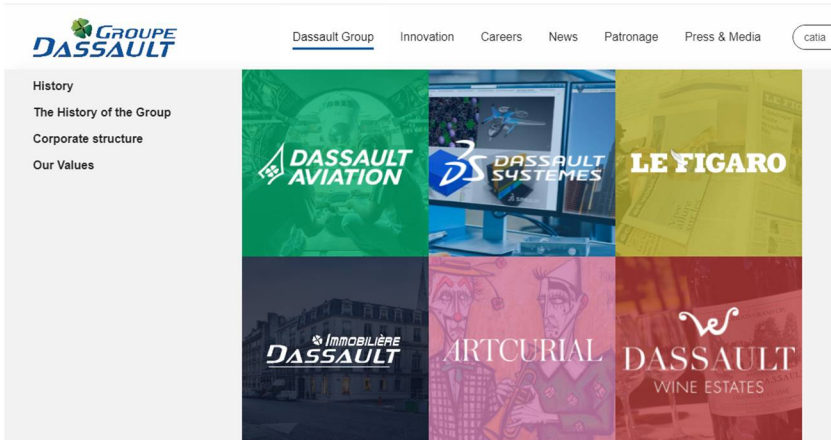 GROUPE
DASSAULT
Dassault Group
Innovation
Careers
News
Patronage
Press & Media
catia
History
The History of the Group
Corporate structure
Our Values
DASSAULT
AVIATION
DS DASSAULT
SYSTEMES
LE FIGARO
Immobilière
DASSAULT
ARTCURIAL
DASSAULT
WINE ESTATES